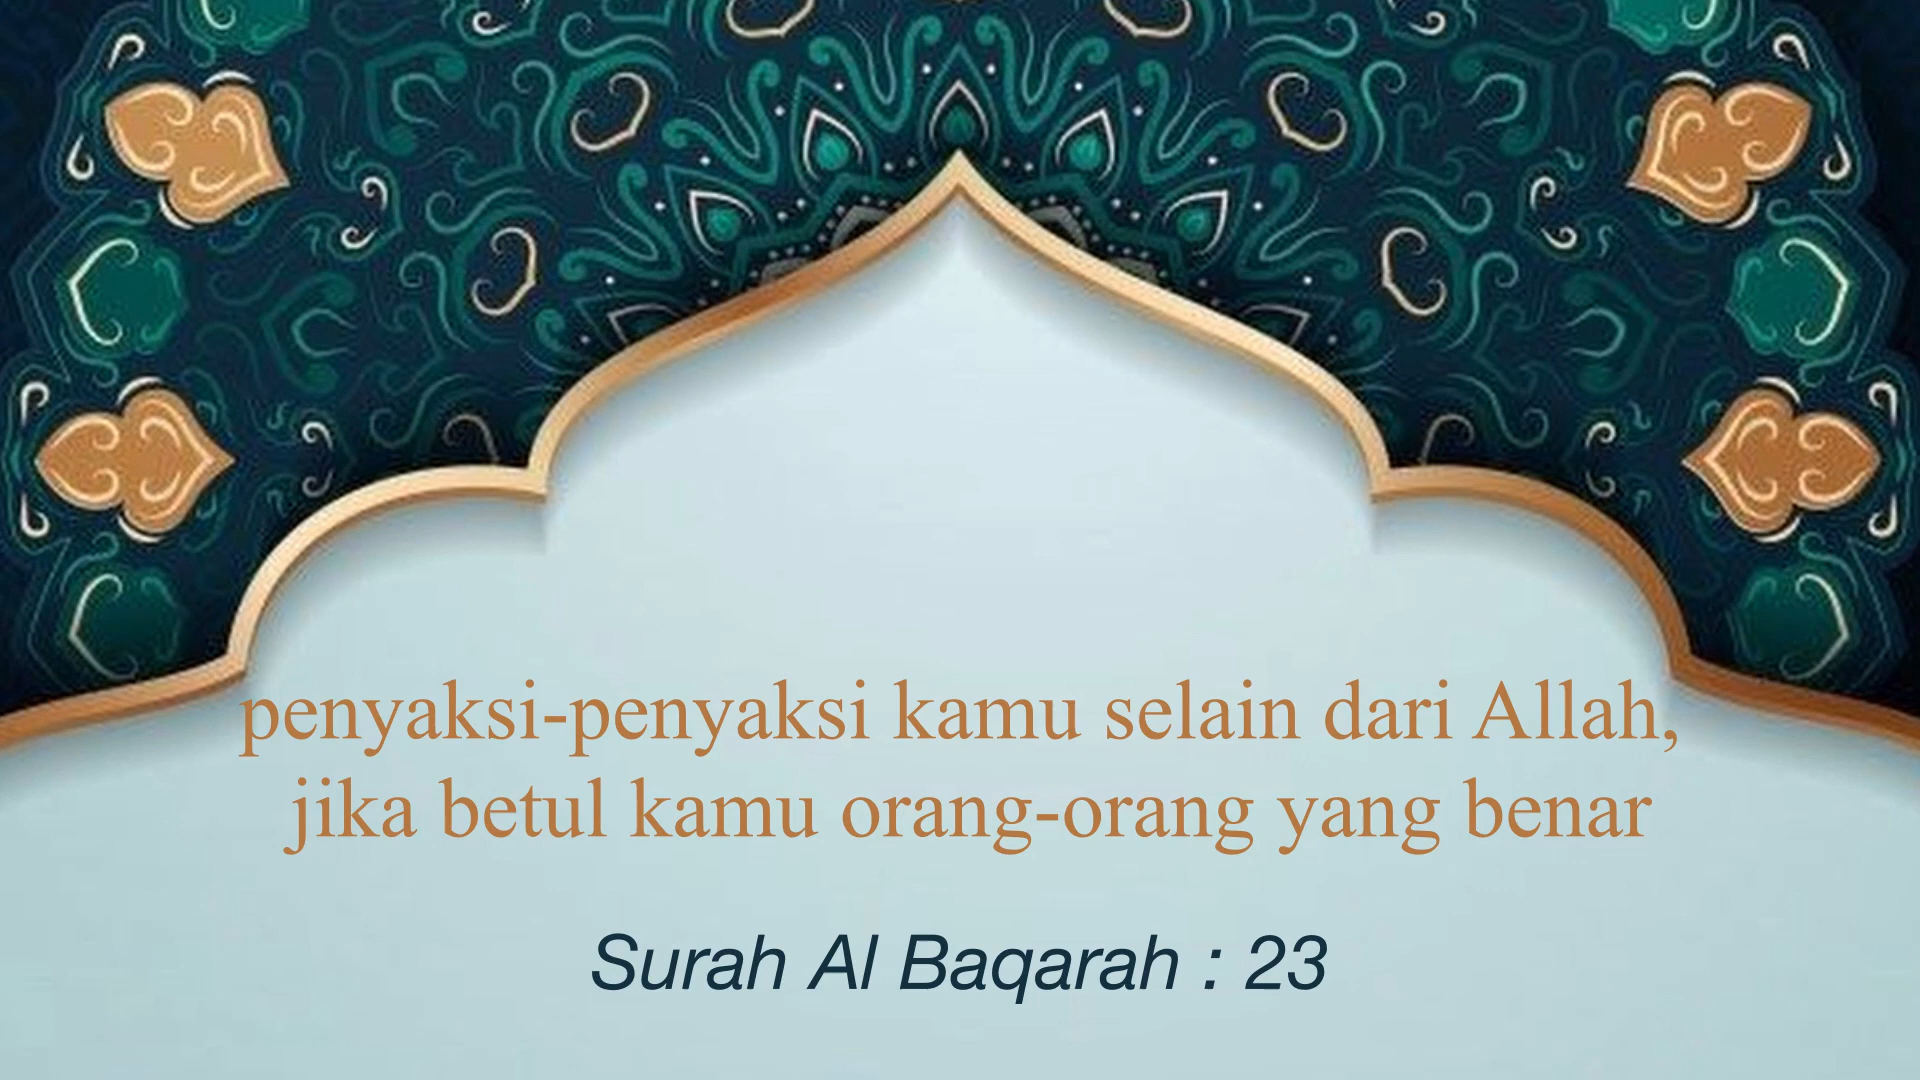 penyaksi-penyaksi kamu selain dari Allah,
jika betul kamu orang-orang yang benar
Surah Al Baqarah : 23